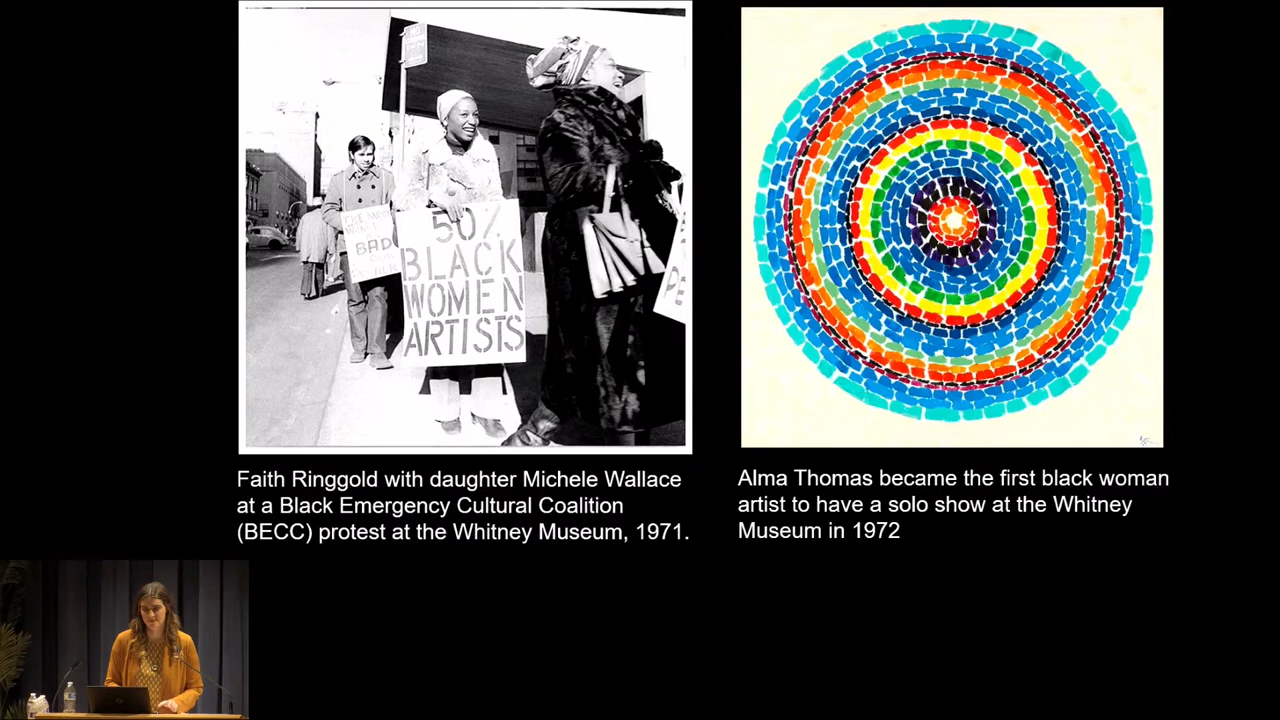 50%
BLACK
WOMEN
ARTISTS
BAD
Faith Ringgold with daughter Michele Wallace
at a Black Emergency Cultural Coalition
(BECC) protest at the Whitney Museum, 1971.
Alma Thomas became the first black woman
artist to have a solo show at the Whitney
Museum in 1972